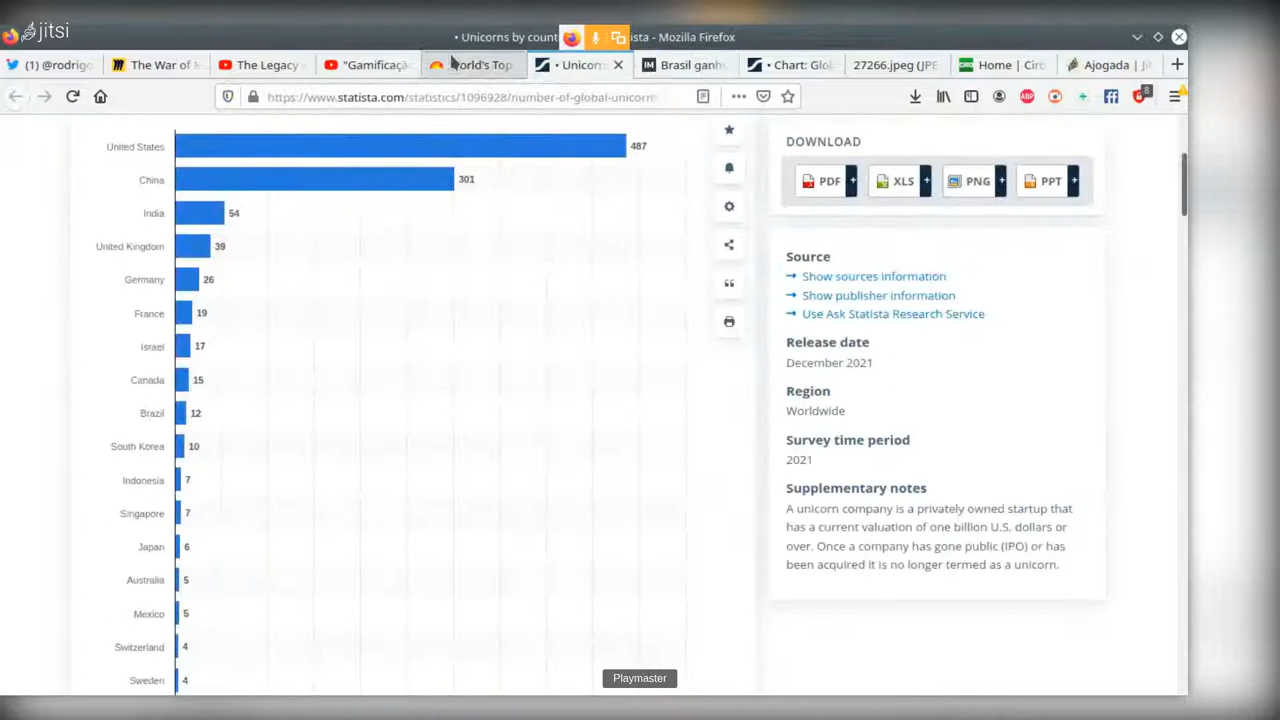 jitsi
• Unicorns by count ista - Mozilla Firefox
(1) @rodrigo
The War of
The Legacy
"Gamificaçã
World's Top
• Unicorn
Brasil ganh
• Chart: Glo
27266.jpeg (JPE
Home | Circ
Ajogada | Jit
https://www.statista.com/statistics/1096928/number-of-global-unicorns
ABP
8
United States 487
China 301
India 54
United Kingdom 39
Germany 26
France 19
Israel 17
Canada 15
Brazil 12
South Korea 10
Indonesia 7
Singapore 7
Japan 6
Australia 5
Mexico 5
Switzerland 4
Sweden 4
DOWNLOAD
PDF + XLS + PNG + PPT +
Source
→ Show sources information
→ Show publisher information
→ Use Ask Statista Research Service
Release date
December 2021
Region
Worldwide
Survey time period
2021
Supplementary notes
A unicorn company is a privately owned startup that
has a current valuation of one billion U.S. dollars or
over. Once a company has gone public (IPO) or has
been acquired it is no longer termed as a unicorn.
Playmaster